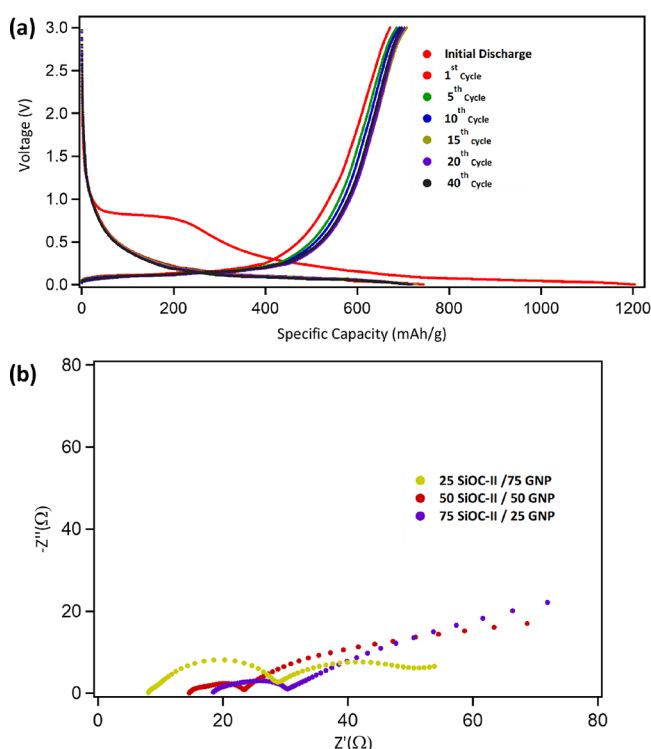 (a)
3.0
2.5
2.0
1.5
1.0
0.5
0.0
Voltage (V)
0 200 400 600 800 1000 1200
Specific Capacity (mAh/g)
Initial Discharge
1st Cycle
5th Cycle
10th Cycle
15th cycle
20th Cycle
40th Cycle
(b)
80
60
40
20
0
-Z''(Ω)
0 20 40 60 80
Z'(Ω)
25 SiOC-II /75 GNP
50 SiOC-II / 50 GNP
75 SiOC-II / 25 GNP